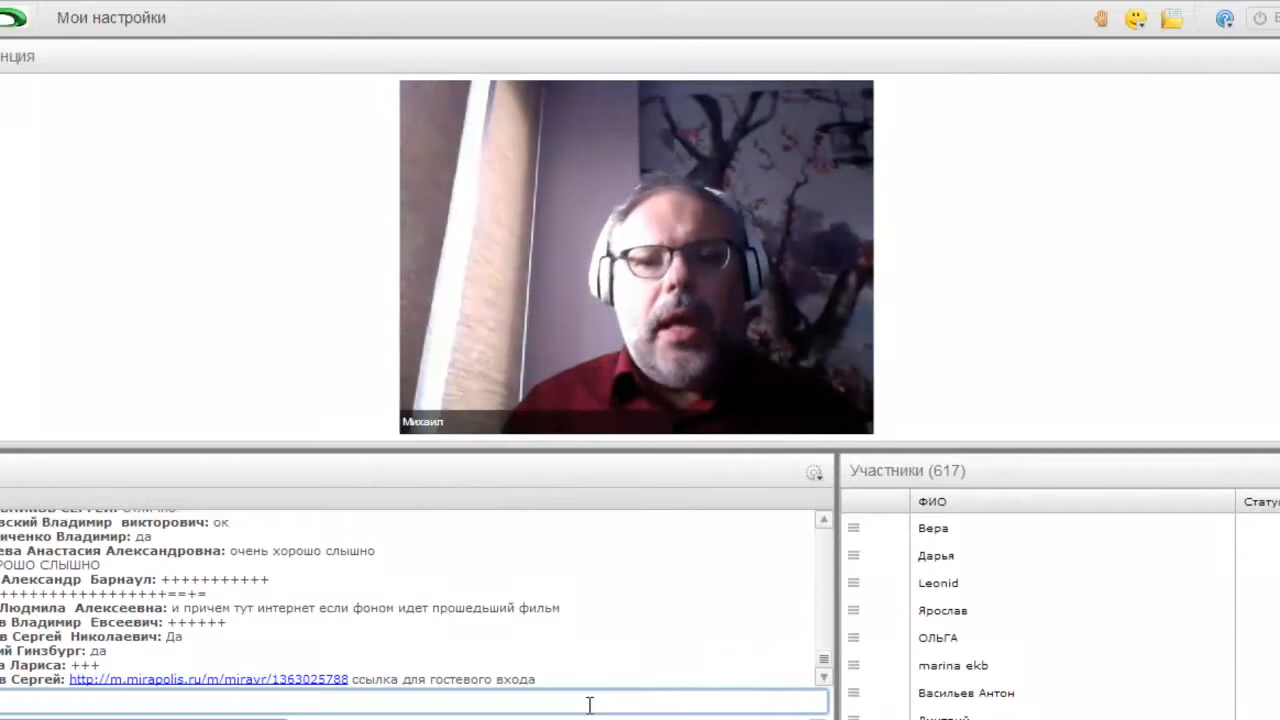 Мои настройки
нция
Михаил
Участники (617)
ФИО
Вера
Дарья
Leonid
Ярослав
ОЛЬГА
marina ekb
Васильев Антон
вский Владимир викторович: ок
иченко Владимир: да
ева Анастасия Александровна: очень хорошо слышно
РОШО СЛЫШНО
Александр Барнаул: +++++++++++
+++++++++++++++++==+=
Людмила Алексеевна: и причем тут интернет если фоном идет прошедьший фильм
в Владимир Евсеевич: ++++++
в Сергей Николаевич: Да
ий Гинзбург: да
а Лариса: +++
в Сергей: http://m.mirapolis.ru/m/miravr/1363025788 ссылка для гостевого входа